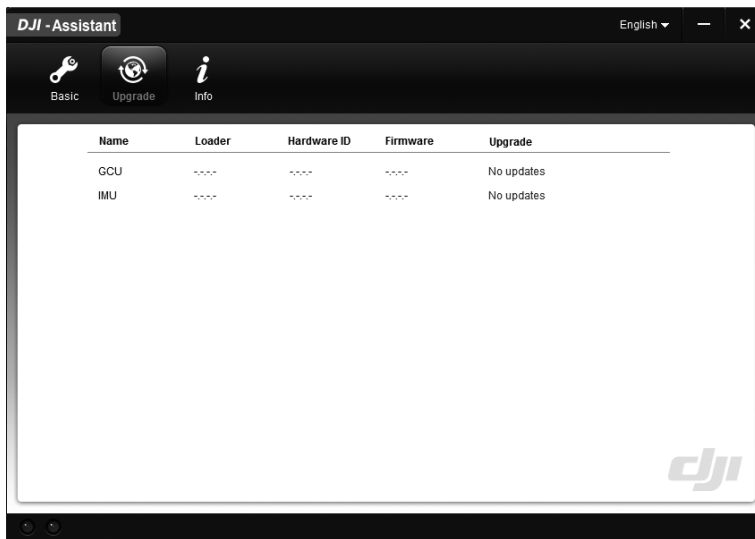 DJI - Assistant English
Basic Upgrade Info
Name Loader Hardware ID Firmware Upgrade
GCU -.-.-.- -.-.-.- -.-.-.- No updates
IMU -.-.-.- -.-.-.- -.-.-.- No updates
dji